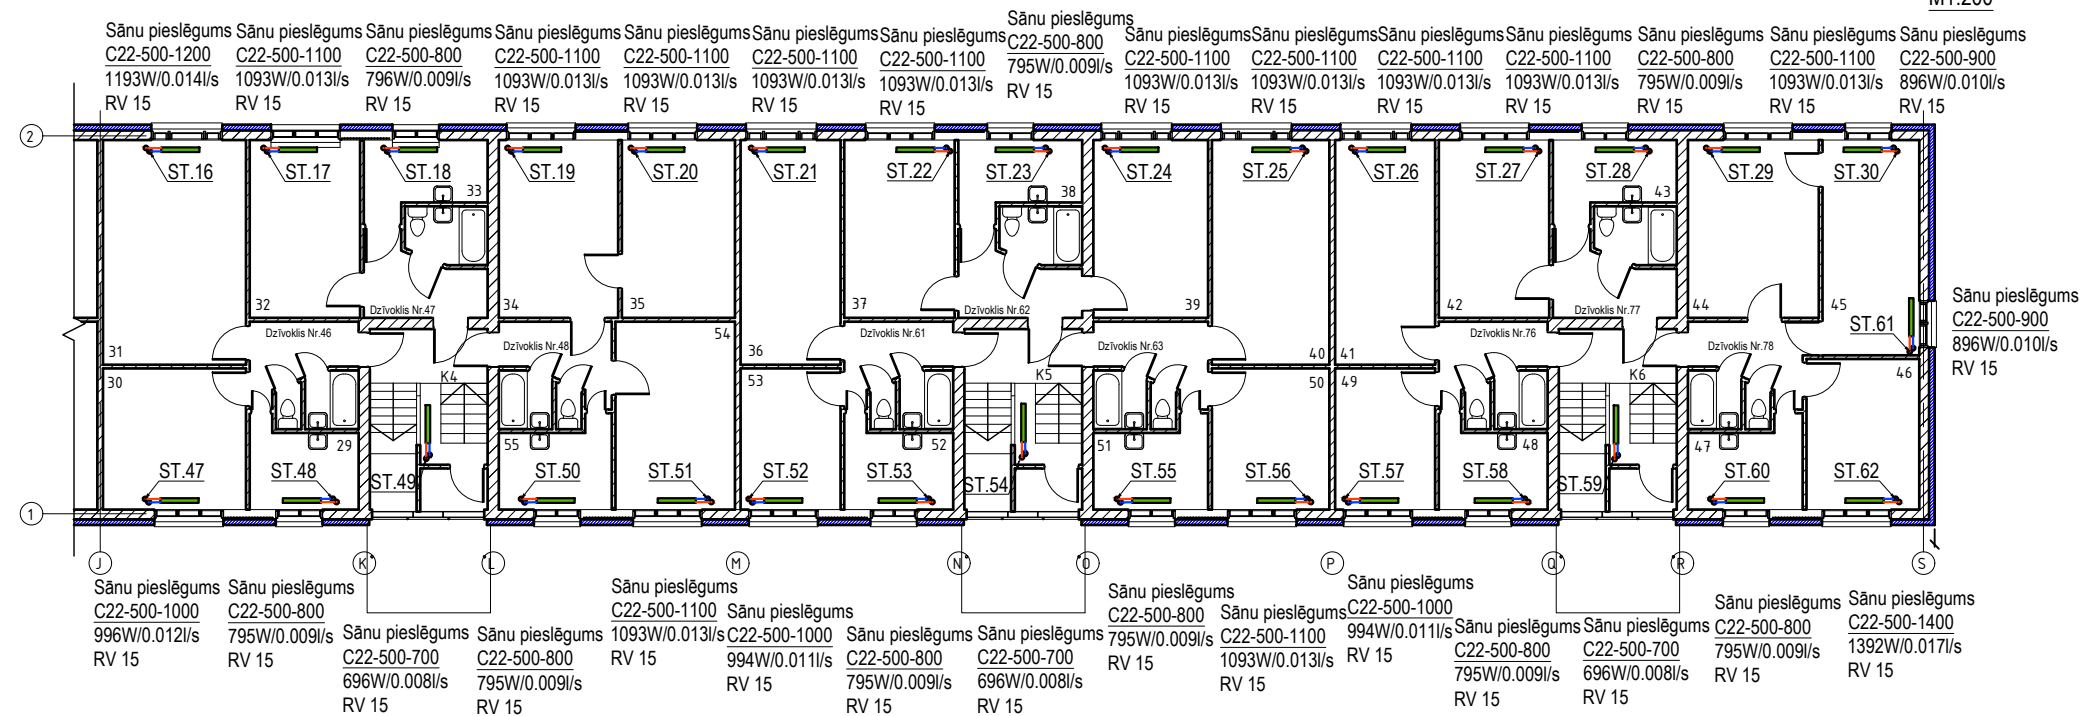 M1:200
Sānu pieslēgums
C22-500-1200
1193W/0.014l/s
RV 15
Sānu pieslēgums
C22-500-1100
1093W/0.013l/s
RV 15
Sānu pieslēgums
C22-500-800
796W/0.009l/s
RV 15
Sānu pieslēgums
C22-500-1100
1093W/0.013l/s
RV 15
Sānu pieslēgums
C22-500-1100
1093W/0.013l/s
RV 15
Sānu pieslēgums
C22-500-1100
1093W/0.013l/s
RV 15
Sānu pieslēgums
C22-500-1100
1093W/0.013l/s
RV 15
Sānu pieslēgums
C22-500-800
795W/0.009l/s
RV 15
Sānu pieslēgums
C22-500-1100
1093W/0.013l/s
RV 15
Sānu pieslēgums
C22-500-1100
1093W/0.013l/s
RV 15
Sānu pieslēgums
C22-500-1100
1093W/0.013l/s
RV 15
Sānu pieslēgums
C22-500-1100
1093W/0.013l/s
RV 15
Sānu pieslēgums
C22-500-800
795W/0.009l/s
RV 15
Sānu pieslēgums
C22-500-1100
1093W/0.013l/s
RV 15
Sānu pieslēgums
C22-500-900
896W/0.010l/s
RV 15
2
ST.16
ST.17
ST.18
33
ST.19
ST.20
ST.21
ST.22
ST.23
38
ST.24
ST.25
ST.26
ST.27
ST.28
43
ST.29
ST.30
32
Dzīvoklis Nr.47
34
35
37
Dzīvoklis Nr.62
39
42
Dzīvoklis Nr.77
44
45
ST.61
Sānu pieslēgums
C22-500-900
896W/0.010l/s
RV 15
31
Dzīvoklis Nr.46
Dzīvoklis Nr.48
54
36
Dzīvoklis Nr.61
Dzīvoklis Nr.63
40
41
Dzīvoklis Nr.76
Dzīvoklis Nr.78
30
K4
53
K5
50
49
K6
46
29
55
52
51
48
47
ST.47
ST.48
ST.49
ST.50
ST.51
ST.52
ST.53
ST.54
ST.55
ST.56
ST.57
ST.58
ST.59
ST.60
ST.62
1
J
K
L
M
N
O
P
Q
R
S
Sānu pieslēgums
C22-500-1000
996W/0.012l/s
RV 15
Sānu pieslēgums
C22-500-800
795W/0.009l/s
RV 15
Sānu pieslēgums
C22-500-700
696W/0.008l/s
RV 15
Sānu pieslēgums
C22-500-800
795W/0.009l/s
RV 15
Sānu pieslēgums
C22-500-1100
1093W/0.013l/s
RV 15
Sānu pieslēgums
C22-500-1000
994W/0.011l/s
RV 15
Sānu pieslēgums
C22-500-800
795W/0.009l/s
RV 15
Sānu pieslēgums
C22-500-700
696W/0.008l/s
RV 15
Sānu pieslēgums
C22-500-800
795W/0.009l/s
RV 15
Sānu pieslēgums
C22-500-1100
1093W/0.013l/s
RV 15
Sānu pieslēgums
C22-500-1000
994W/0.011l/s
RV 15
Sānu pieslēgums
C22-500-800
795W/0.009l/s
RV 15
Sānu pieslēgums
C22-500-700
696W/0.008l/s
RV 15
Sānu pieslēgums
C22-500-800
795W/0.009l/s
RV 15
Sānu pieslēgums
C22-500-1400
1392W/0.017l/s
RV 15